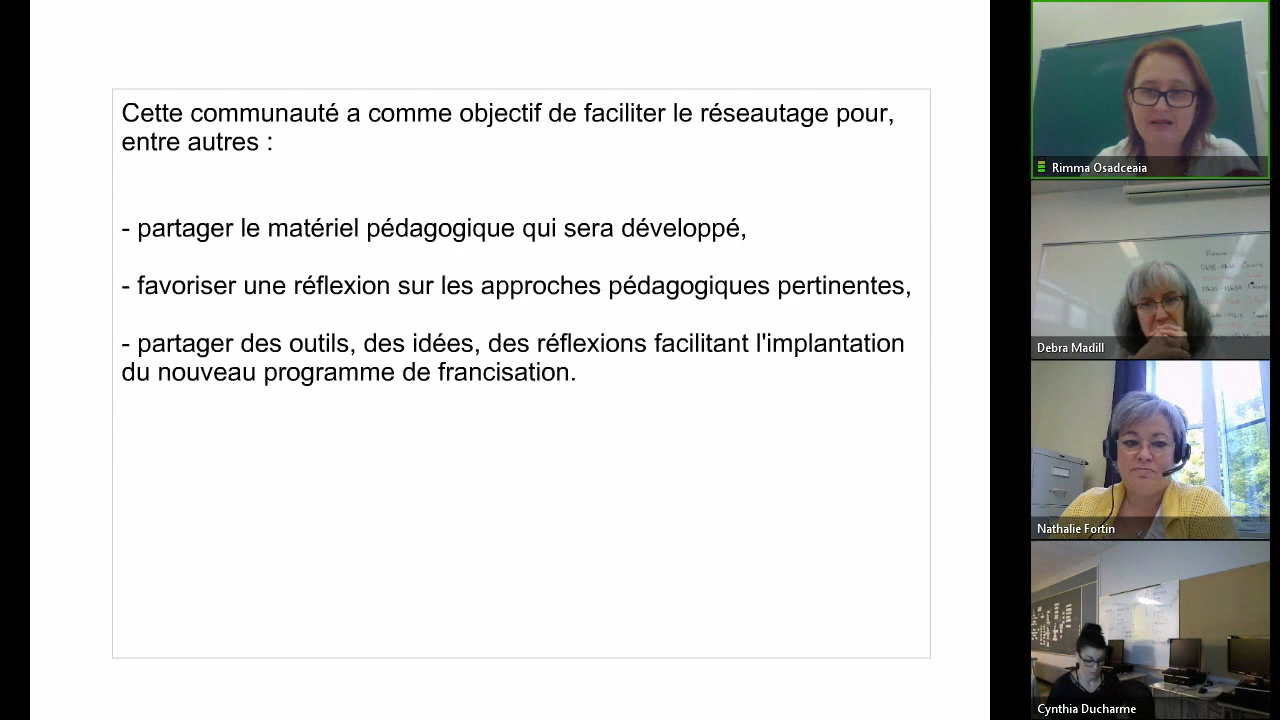 Cette communauté a comme objectif de faciliter le réseautage pour,
entre autres :
- partager le matériel pédagogique qui sera développé,
- favoriser une réflexion sur les approches pédagogiques pertinentes,
- partager des outils, des idées, des réflexions facilitant l'implantation
du nouveau programme de francisation.
Rimma Osadceaia
Debra Madill
Nathalie Fortin
Cynthia Ducharme